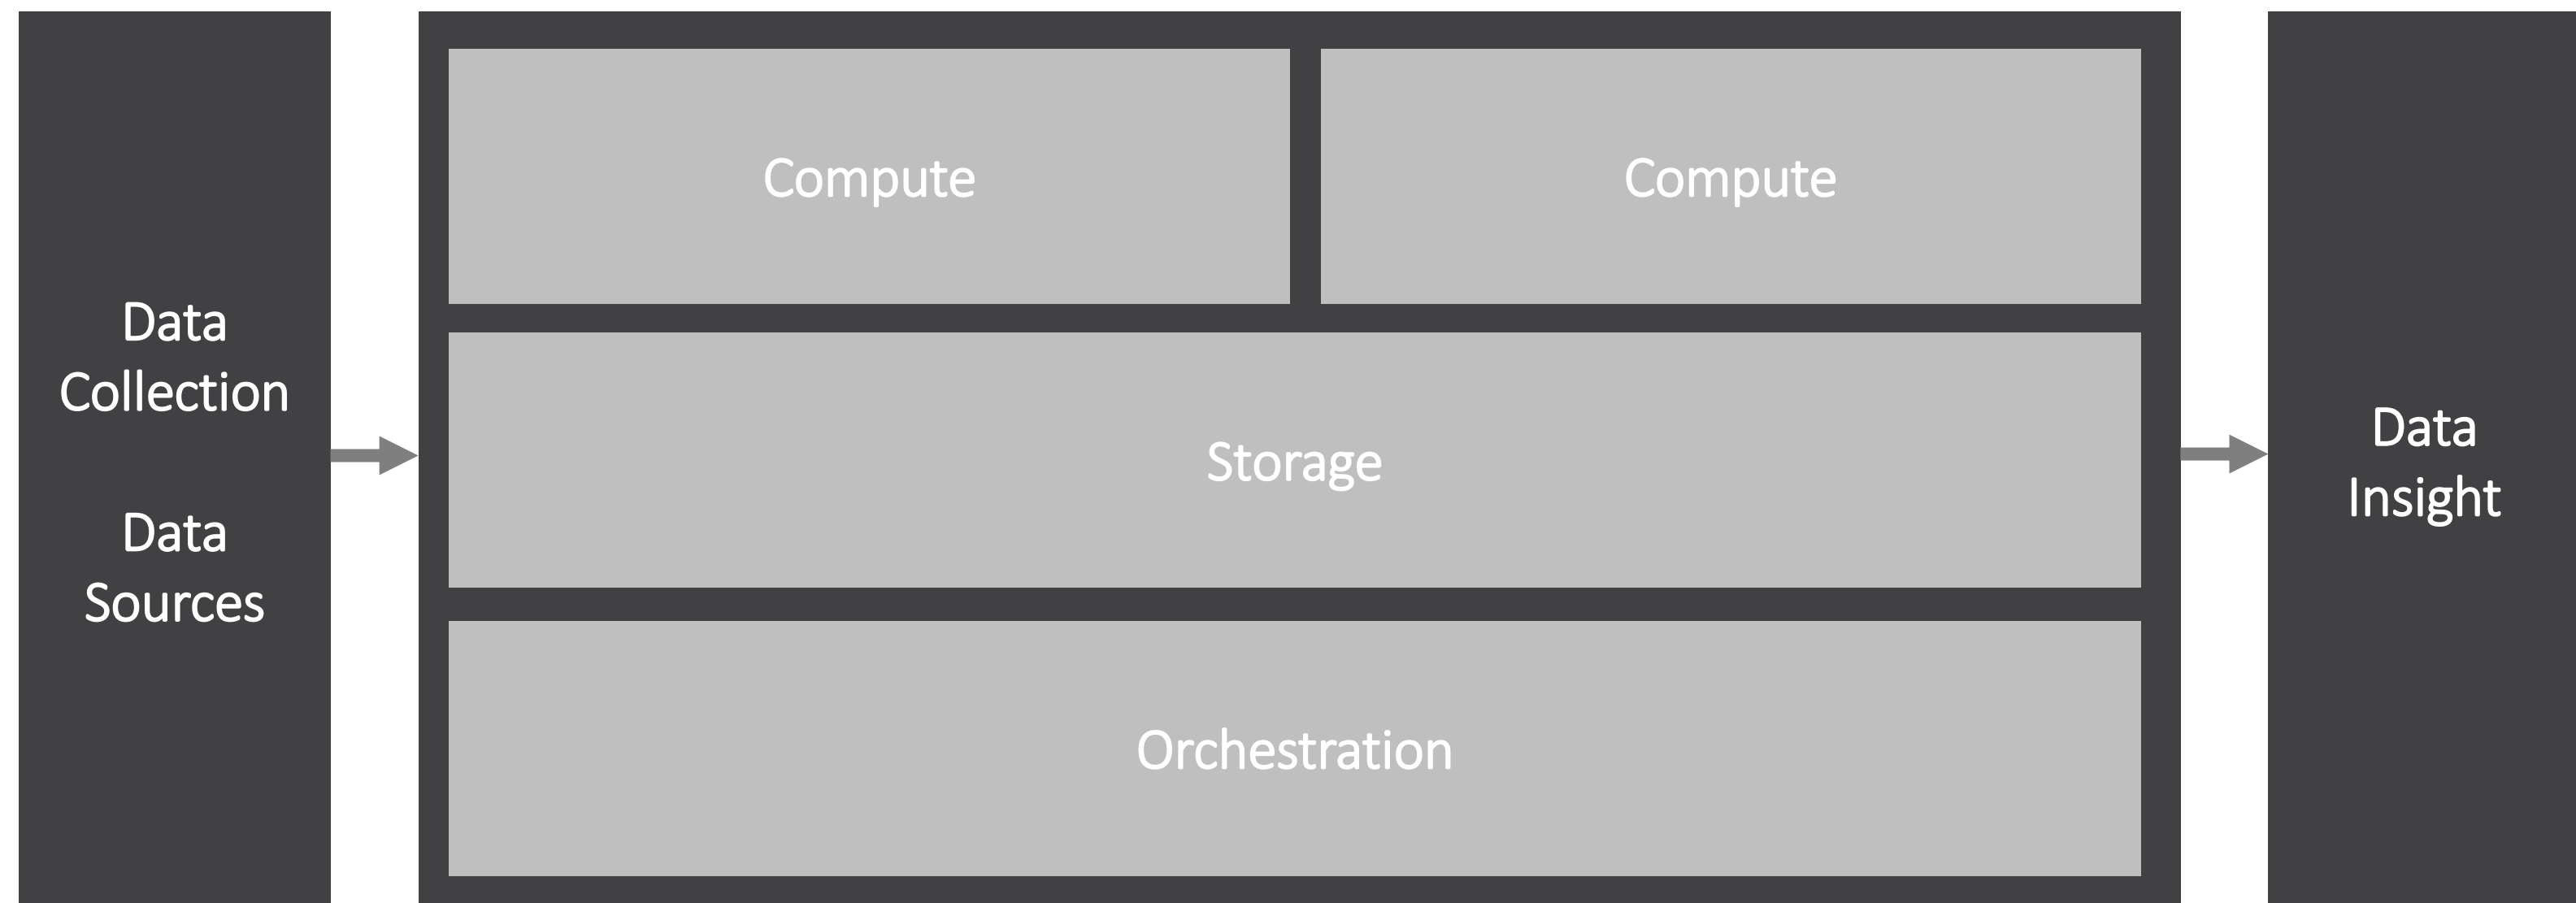 Data
Collection
Data
Sources
Compute
Compute
Storage
Orchestration
Data
Insight